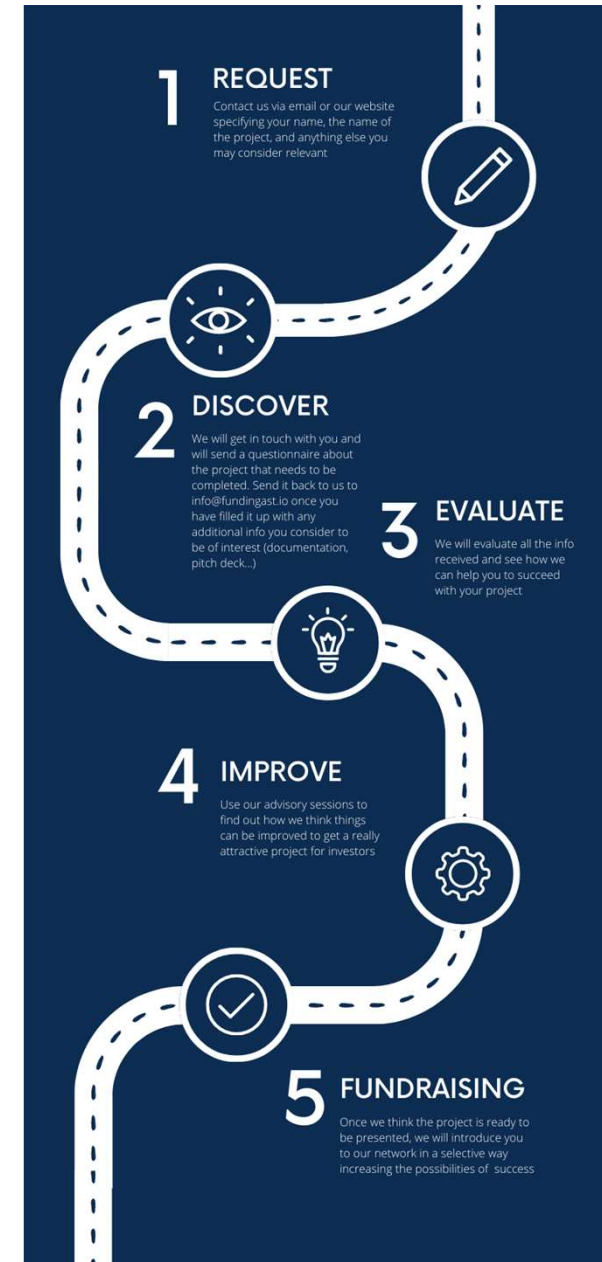 1
REQUEST
Contact us via email or our website
specifying your name, the name of
the project, and anything else you
may consider relevant
2
DISCOVER
We will get in touch with you and
will send a questionnaire about
the project that needs to be
completed. Send it back to us to
info@fundingast.io once you
have filled it up with any
additional info you consider to
be of interest (documentation,
pitch deck...)
3
EVALUATE
We will evaluate all the info
received and see how we
can help you to succeed
with your project
4
IMPROVE
Use our advisory sessions to
find out how we think things
can be improved to get a really
attractive project for investors
5
FUNDRAISING
Once we think the project is ready to
be presented, we will introduce you
to our network in a selective way
increasing the possibilities of  success